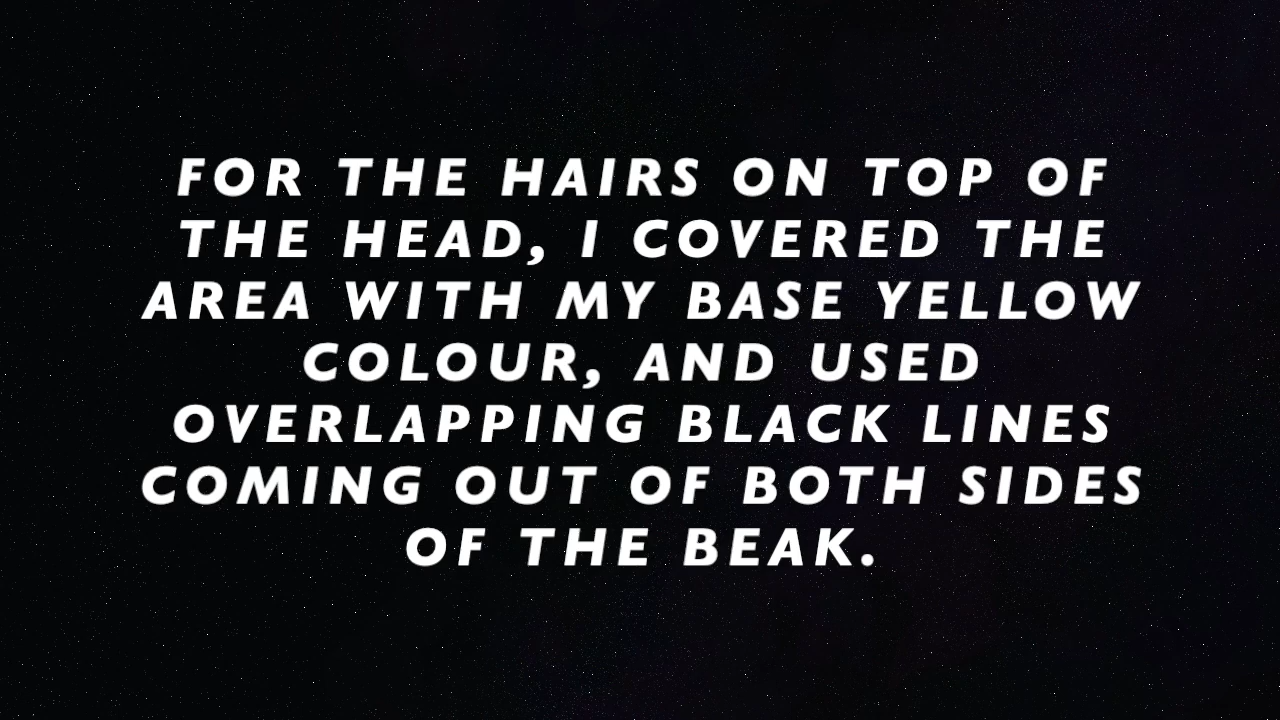 FOR THE HAIRS ON TOP OF
THE HEAD, I COVERED THE
AREA WITH MY BASE YELLOW
COLOUR, AND USED
OVERLAPPING BLACK LINES
COMING OUT OF BOTH SIDES
OF THE BEAK.